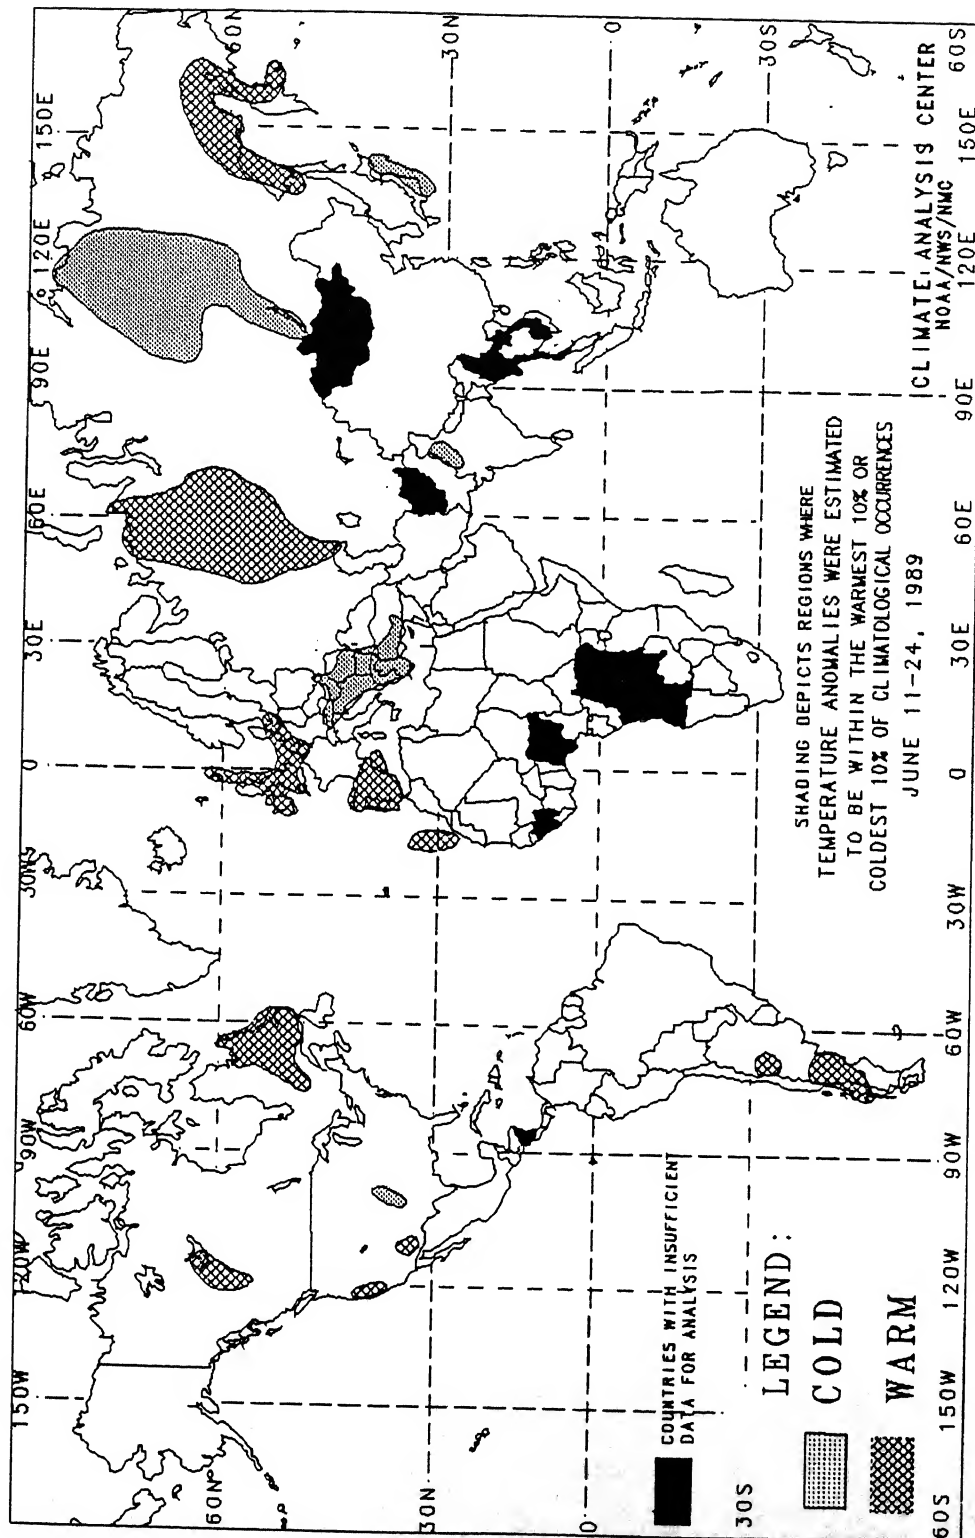 150W 120W 90W 60W 30W 0 30E 60E 90E 120E 150E
60N 60N
30N 30N
0 0
COUNTRIES WITH INSUFFICIENT
DATA FOR ANALYSIS
30S 30S
LEGEND:
COLD
WARM
SHADING DEPICTS REGIONS WHERE
TEMPERATURE ANOMALIES WERE ESTIMATED
TO BE WITHIN THE WARMEST 10% OR
COLDEST 10% OF CLIMATOLOGICAL OCCURRENCES
JUNE 11-24, 1989
CLIMATE ANALYSIS CENTER
NOAA/NWS/NMC
60S 60S
150W 120W 90W 60W 30W 0 30E 60E 90E 120E 150E